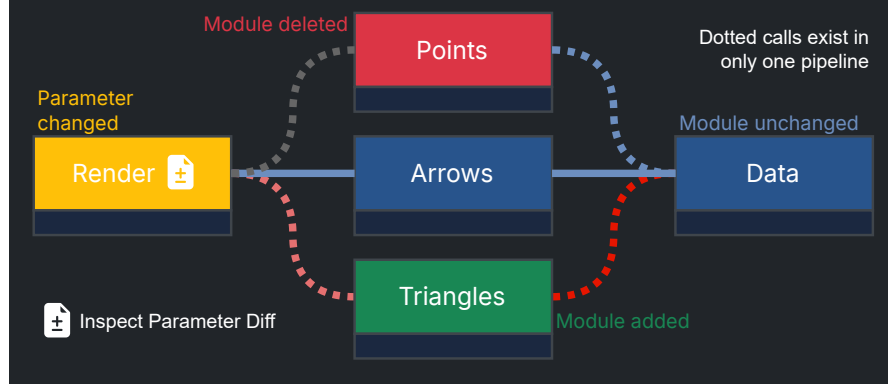 Module deleted
Points
Dotted calls exist in
only one pipeline
Parameter
changed
Module unchanged
Render
Arrows
Data
Triangles
Inspect Parameter Diff
Module added